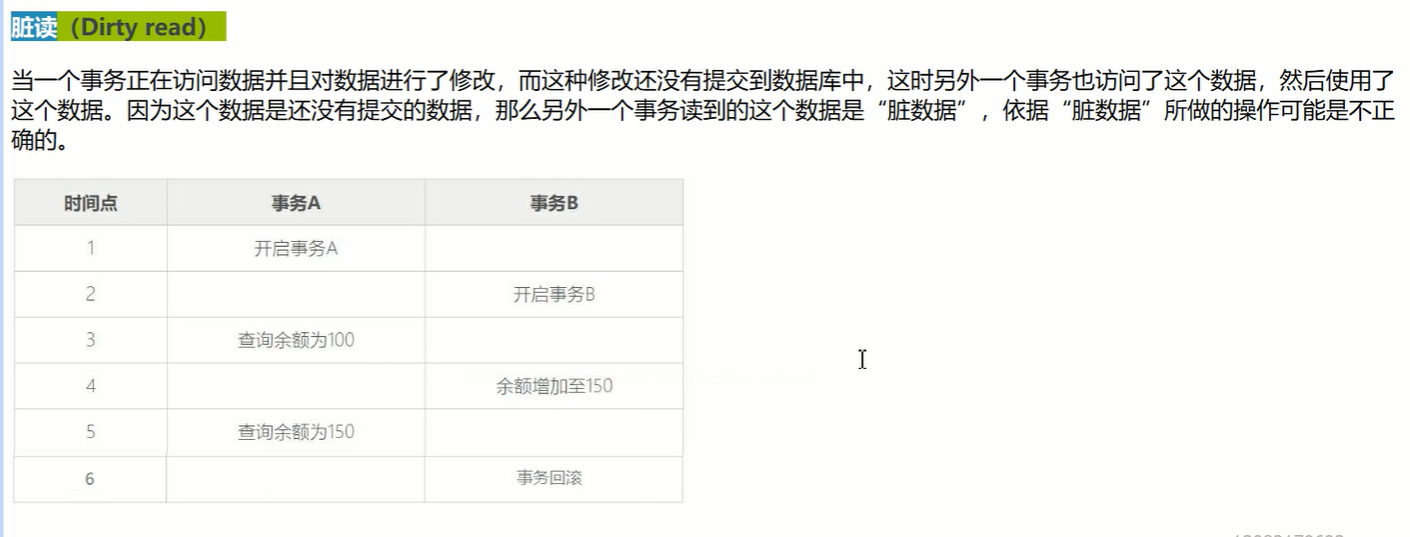 脏读（Dirty read）
当一个事务正在访问数据并且对数据进行了修改，而这种修改还没有提交到数据库中，这时另外一个事务也访问了这个数据，然后使用了
这个数据。因为这个数据是还没有提交的数据，那么另外一个事务读到的这个数据是“脏数据”，依据“脏数据”所做的操作可能是不正
确的。
时间点 事务A 事务B
1 开启事务A
2 开启事务B
3 查询余额为100
4 余额增加至150
5 查询余额为150
6 事务回滚